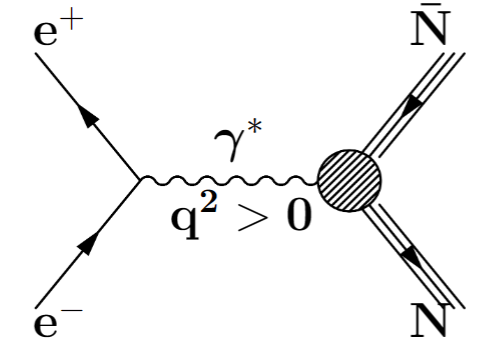 e⁺ N̄
γ*
q² > 0
e⁻ N